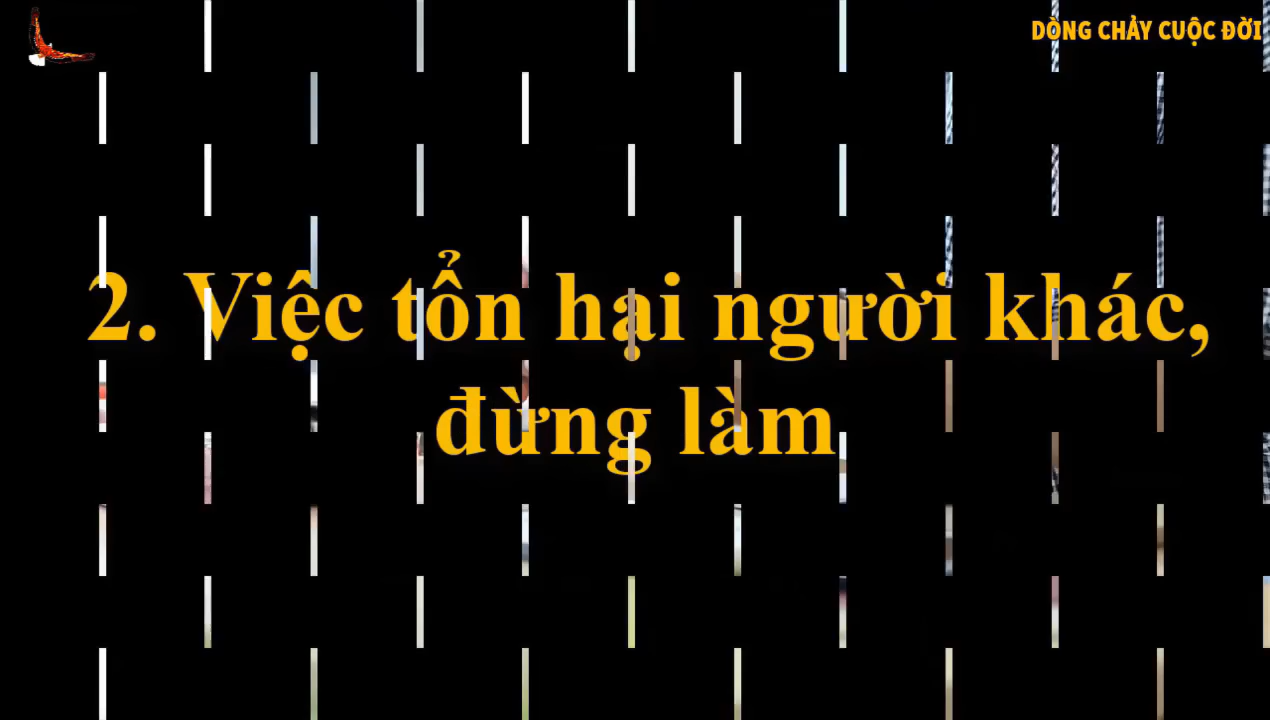 DÒNG CHẢY CUỘC ĐỜI
2. Việc tổn hại người khác,
đừng làm